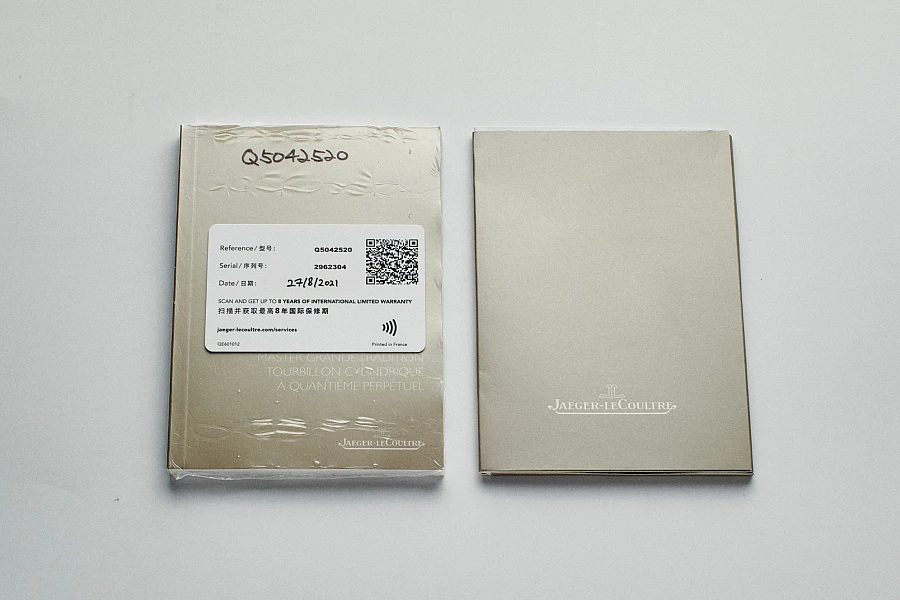 Q5042520
Reference / 型号: Q5042520
Serial / 序列号: 2962304
Date / 日期: 27/8/2021
SCAN AND GET UP TO 8 YEARS OF INTERNATIONAL LIMITED WARRANTY
扫描并获取最高8年国际保修期
jaeger-lecoultre.com/services
QE601012 Printed in France
MASTER GRANDE TRADITION
TOURBILLON CYLINDRIQUE
À QUANTIÈME PERPÉTUEL
JAEGER-LECOULTRE
JAEGER-LECOULTRE